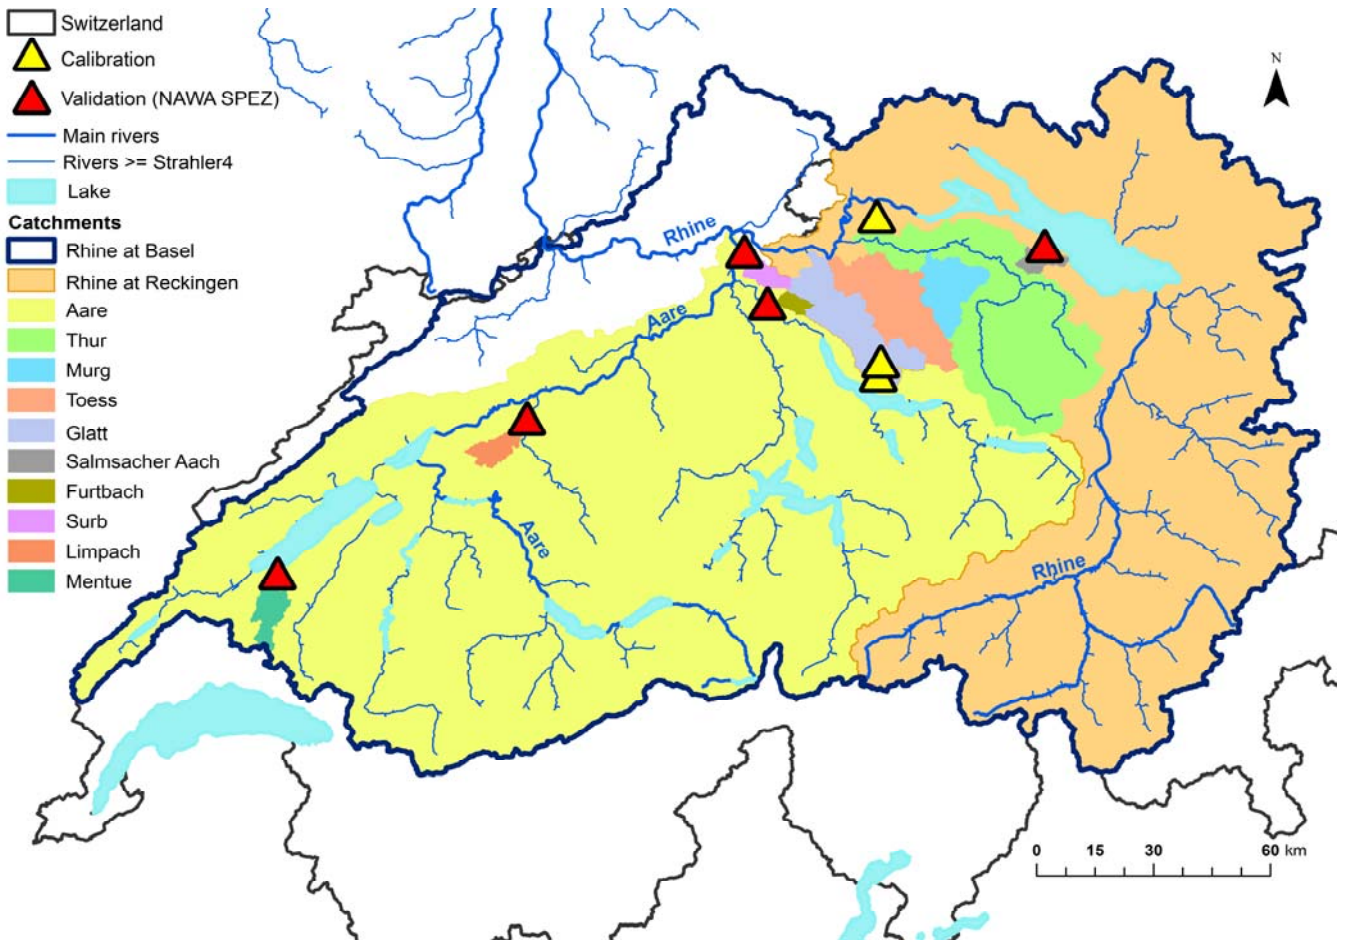 Switzerland
Calibration
Validation (NAWA SPEZ)
Main rivers
Rivers >= Strahler4
Lake
Catchments
Rhine at Basel
Rhine at Reckingen
Aare
Thur
Murg
Toess
Glatt
Salmsacher Aach
Furtbach
Surb
Limpach
Mentue
N
Rhine
Aare
Aare
Rhine
0 15 30 60 km